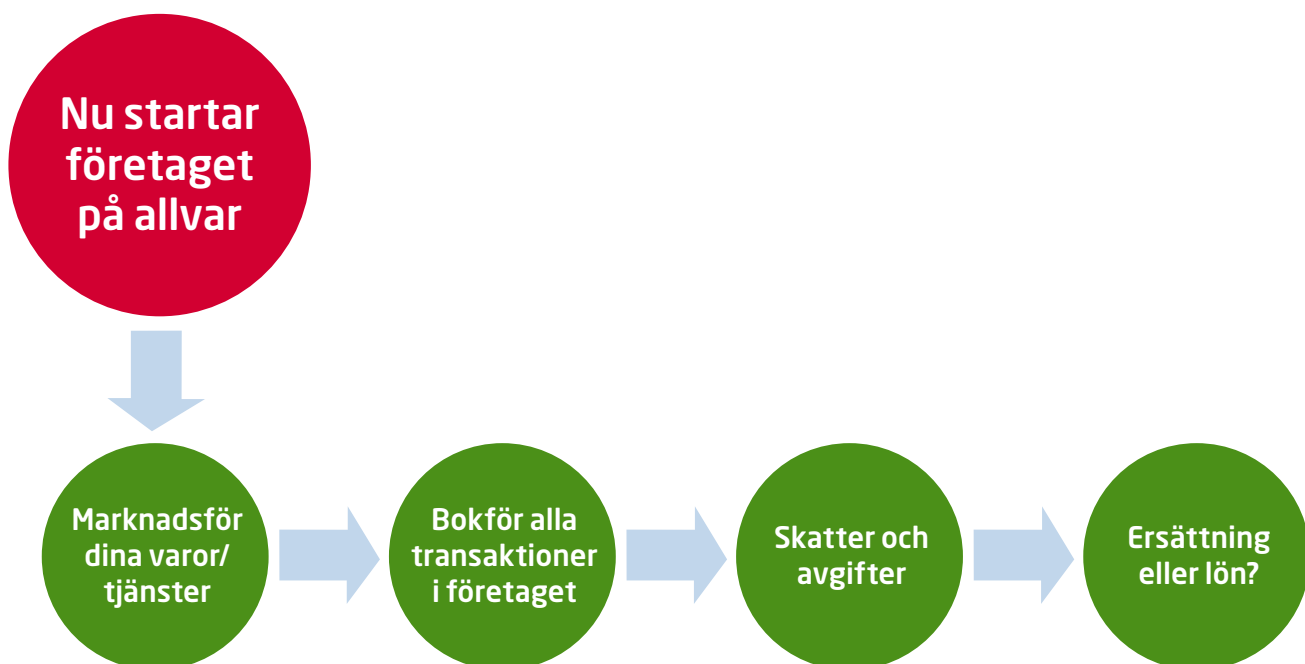 Nu startar
företaget
på allvar
Marknadsför
dina varor/
tjänster
Bokför alla
transaktioner
i företaget
Skatter och
avgifter
Ersättning
eller lön?